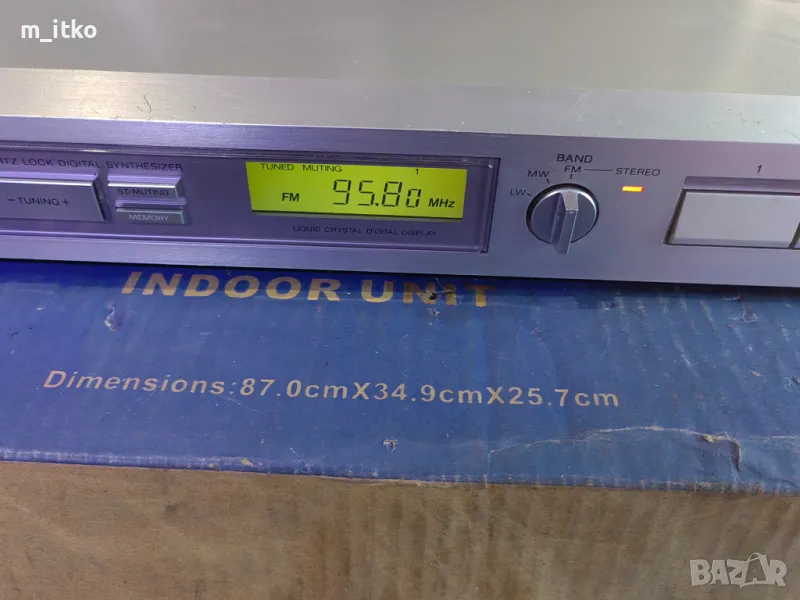 m_itko
LOCK DIGITAL SYNTHESIZER
-TUNING+
ST/MUTING
MEMORY
TUNED MUTING 1
FM 95.80 MHz
LIQUID CRYSTAL DIGITAL DISPLAY
BAND
LW MW FM STEREO
1
INDOOR UNIT
Dimensions:87.0cmX34.9cmX25.7cm
BAZAR